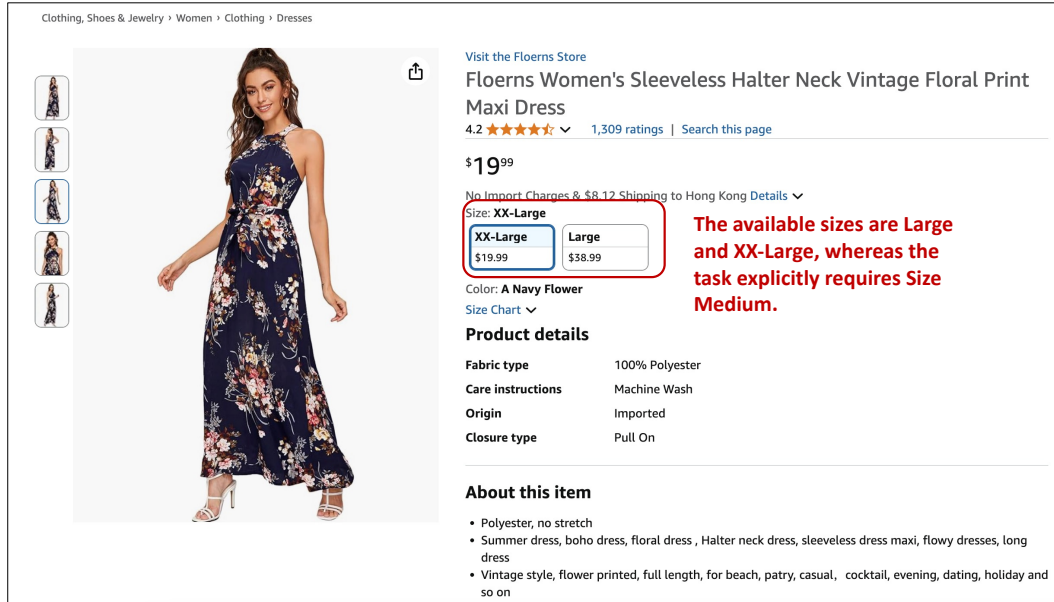 Clothing, Shoes & Jewelry › Women › Clothing › Dresses
Visit the Floerns Store
Floerns Women's Sleeveless Halter Neck Vintage Floral Print
Maxi Dress
4.2 1,309 ratings | Search this page
$1999
No Import Charges & $8.12 Shipping to Hong Kong Details
Size: XX-Large
XX-Large Large
$19.99 $38.99
The available sizes are Large
and XX-Large, whereas the
task explicitly requires Size
Medium.
Color: A Navy Flower
Size Chart
Product details
Fabric type 100% Polyester
Care instructions Machine Wash
Origin Imported
Closure type Pull On
About this item
• Polyester, no stretch
• Summer dress, boho dress, floral dress , Halter neck dress, sleeveless dress maxi, flowy dresses, long
dress
• Vintage style, flower printed, full length, for beach, patry, casual, cocktail, evening, dating, holiday and
so on